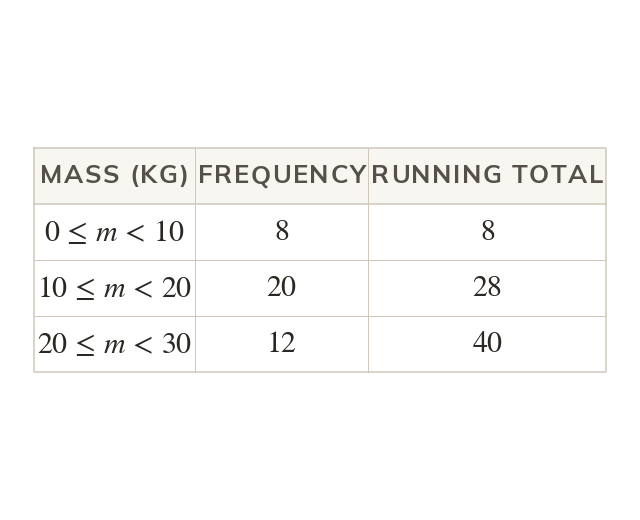 MASS (KG) FREQUENCY RUNNING TOTAL
0 ≤ m < 10 8 8
10 ≤ m < 20 20 28
20 ≤ m < 30 12 40